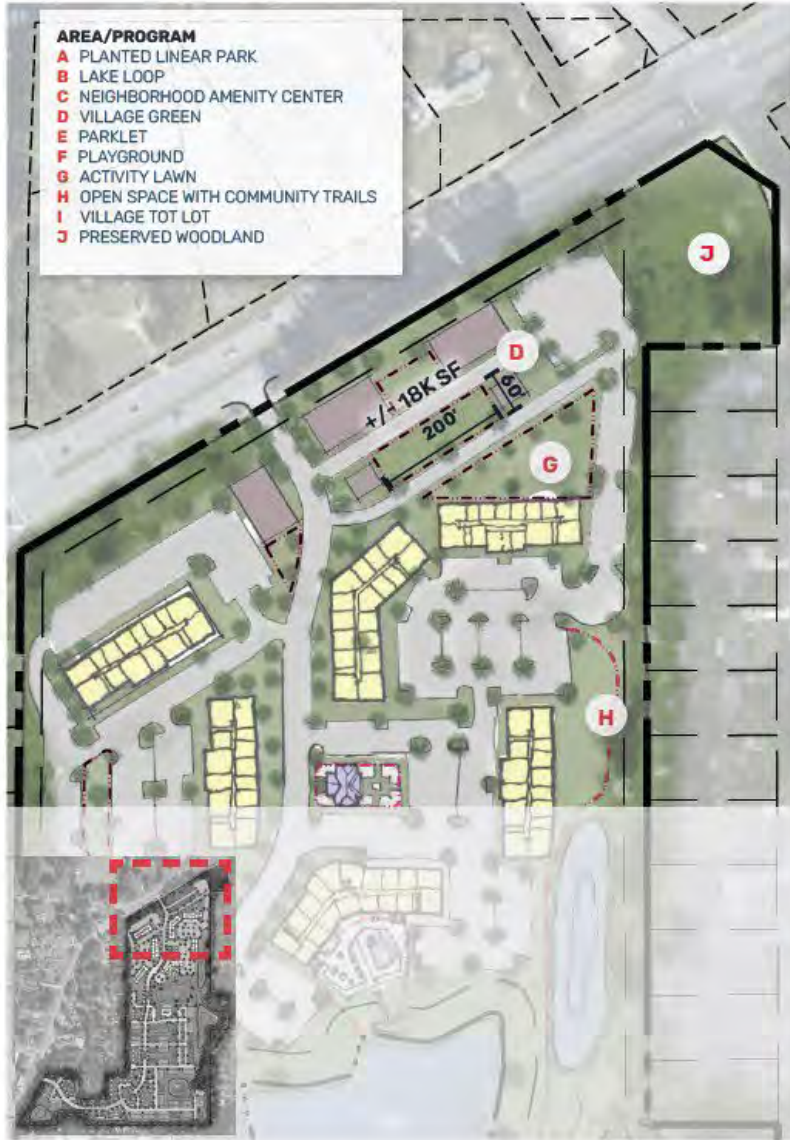 AREA/PROGRAM
A PLANTED LINEAR PARK
B LAKE LOOP
C NEIGHBORHOOD AMENITY CENTER
D VILLAGE GREEN
E PARKLET
F PLAYGROUND
G ACTIVITY LAWN
H OPEN SPACE WITH COMMUNITY TRAILS
I VILLAGE TOT LOT
J PRESERVED WOODLAND
J
D
+/- 18K SF
60'
200'
G
H